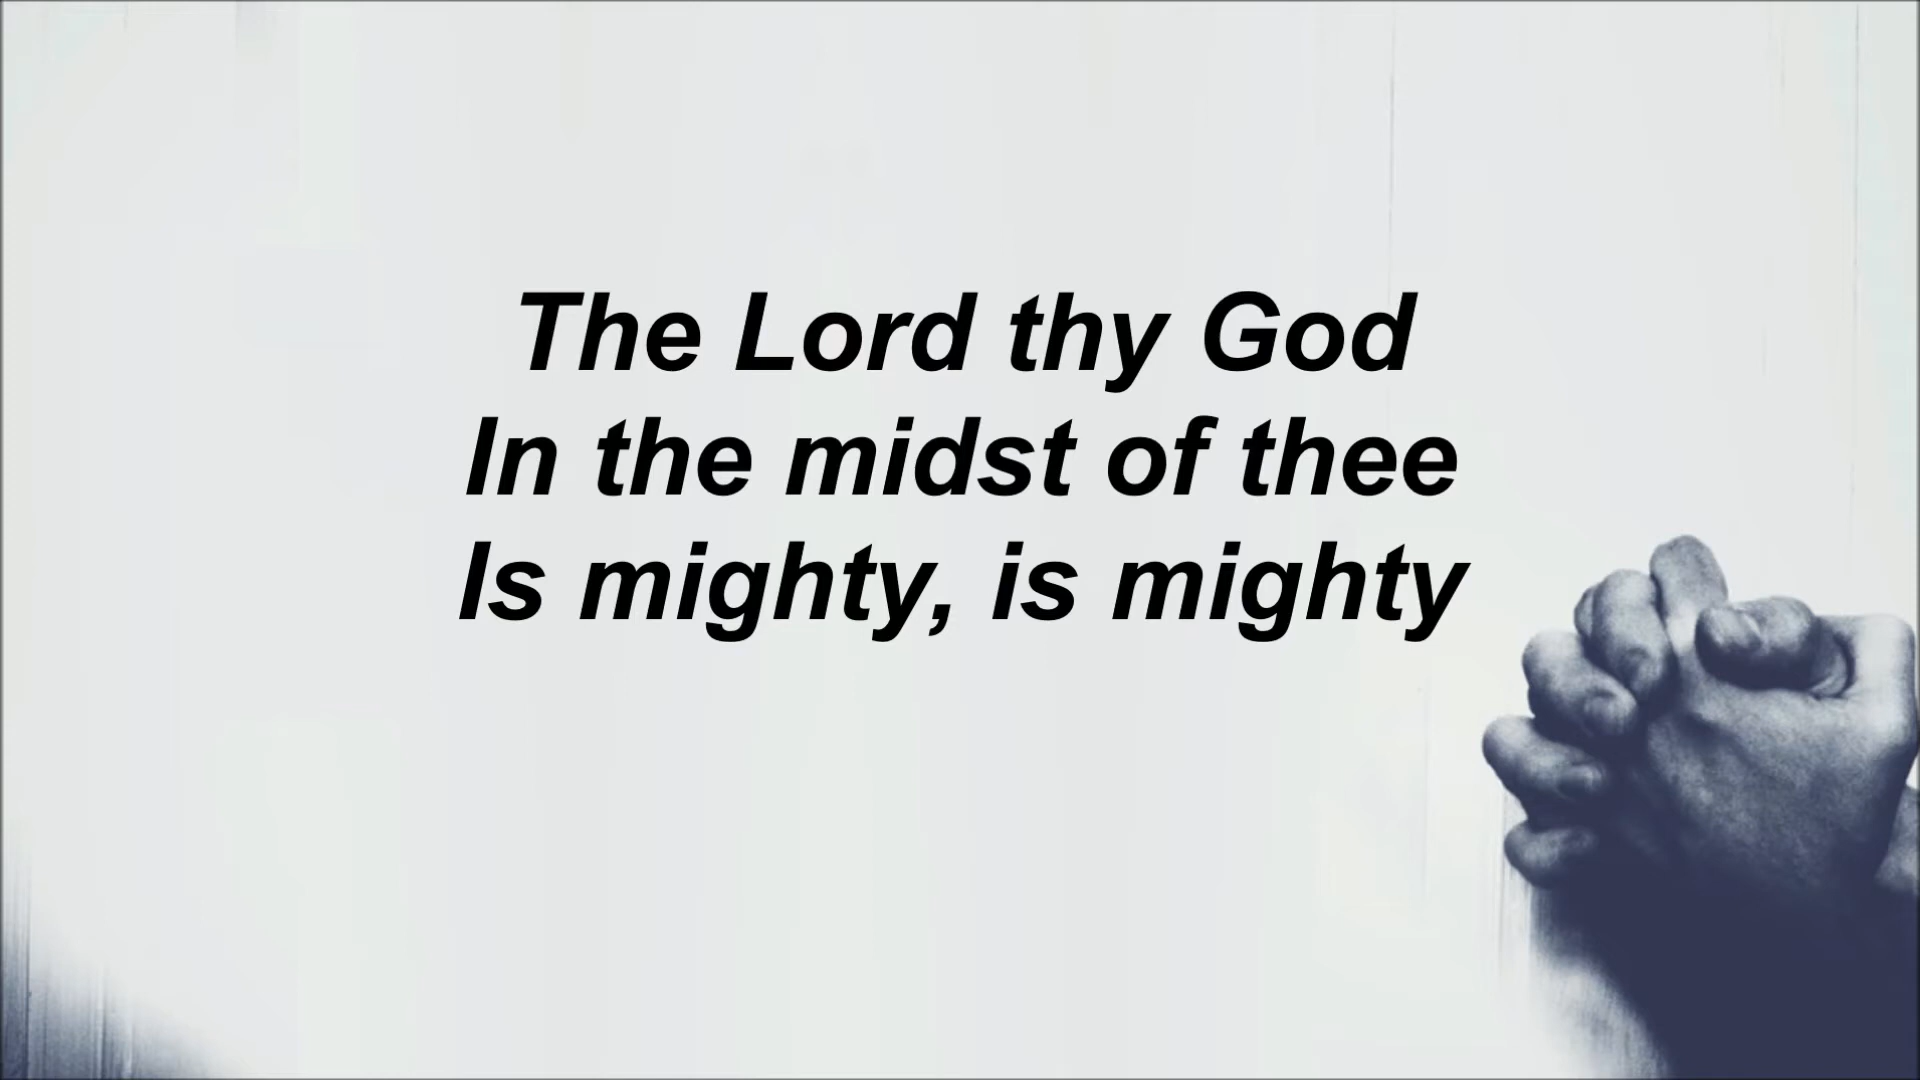 The Lord thy God
In the midst of thee
Is mighty, is mighty